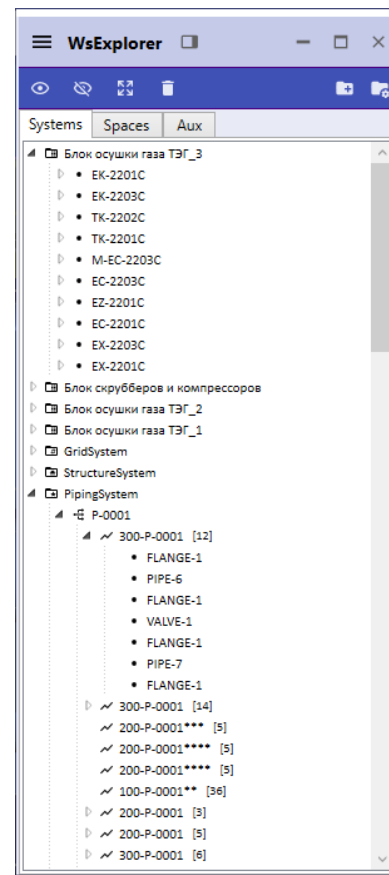 WsExplorer
Systems Spaces Aux
Блок осушки газа ТЭГ_3
EK-2201C
EK-2203C
TK-2202C
TK-2201C
M-EC-2203C
EC-2203C
EZ-2201C
EC-2201C
EX-2203C
EX-2201C
Блок скрубберов и компрессоров
Блок осушки газа ТЭГ_2
Блок осушки газа ТЭГ_1
GridSystem
StructureSystem
PipingSystem
P-0001
300-P-0001 [12]
FLANGE-1
PIPE-6
FLANGE-1
VALVE-1
FLANGE-1
PIPE-7
FLANGE-1
300-P-0001 [14]
200-P-0001*** [5]
200-P-0001**** [5]
200-P-0001**** [5]
100-P-0001** [36]
200-P-0001 [3]
200-P-0001 [5]
300-P-0001 [6]